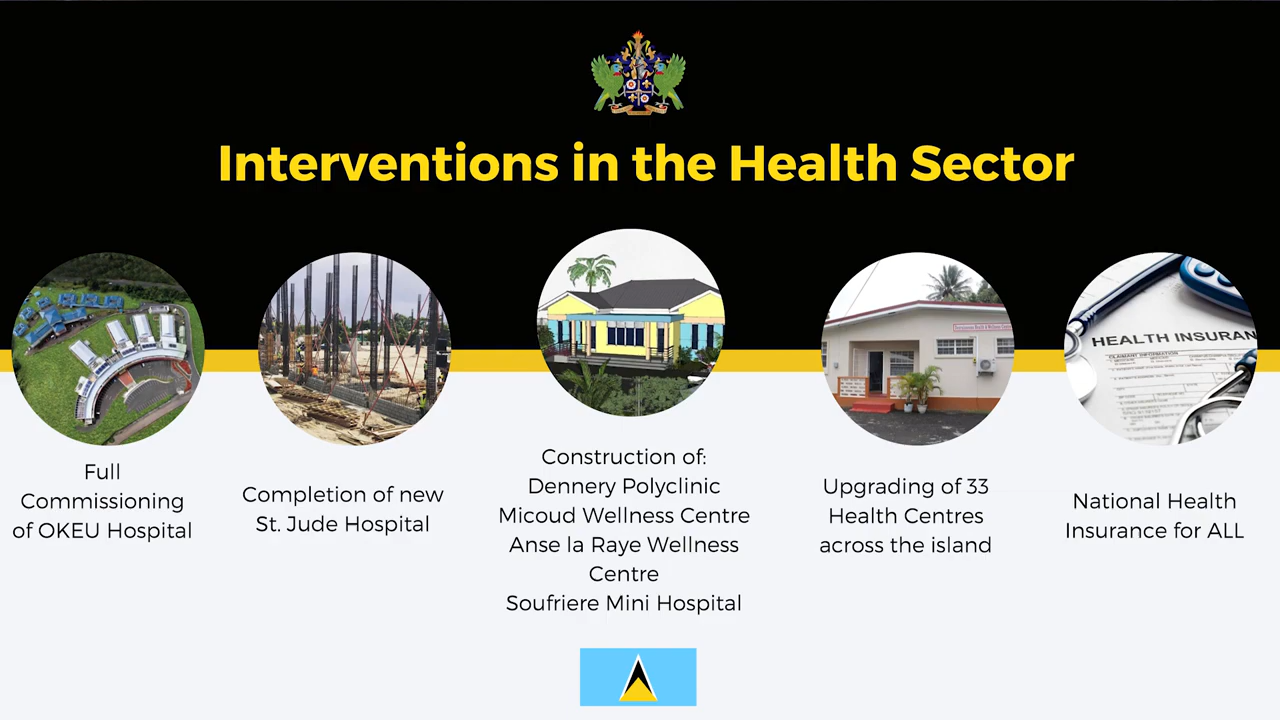 Interventions in the Health Sector
Full
Commissioning
of OKEU Hospital
Completion of new
St. Jude Hospital
Construction of:
Dennery Polyclinic
Micoud Wellness Centre
Anse la Raye Wellness
Centre
Soufriere Mini Hospital
Upgrading of 33
Health Centres
across the island
HEALTH INSURAN
CLAIMANT INFORMATION
National Health
Insurance for ALL